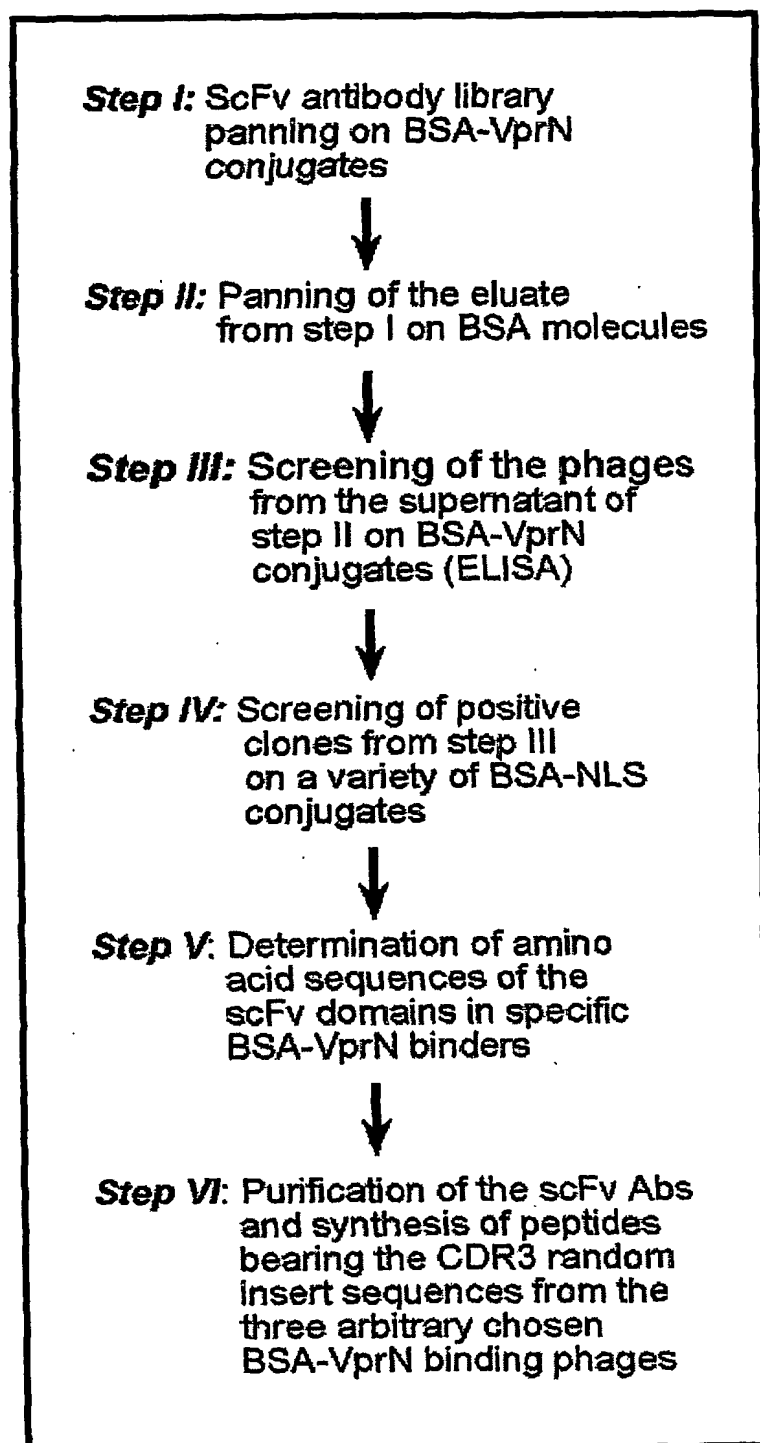 Step I: ScFv antibody library
panning on BSA-VprN
conjugates
Step II: Panning of the eluate
from step I on BSA molecules
Step III: Screening of the phages
from the supernatant of
step II on BSA-VprN
conjugates (ELISA)
Step IV: Screening of positive
clones from step III
on a variety of BSA-NLS
conjugates
Step V: Determination of amino
acid sequences of the
scFv domains in specific
BSA-VprN binders
Step VI: Purification of the scFv Abs
and synthesis of peptides
bearing the CDR3 random
insert sequences from the
three arbitrary chosen
BSA-VprN binding phages